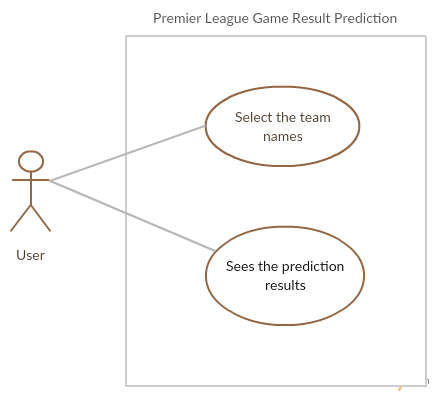 Premier League Game Result Prediction
Select the team
names
User
Sees the prediction
results